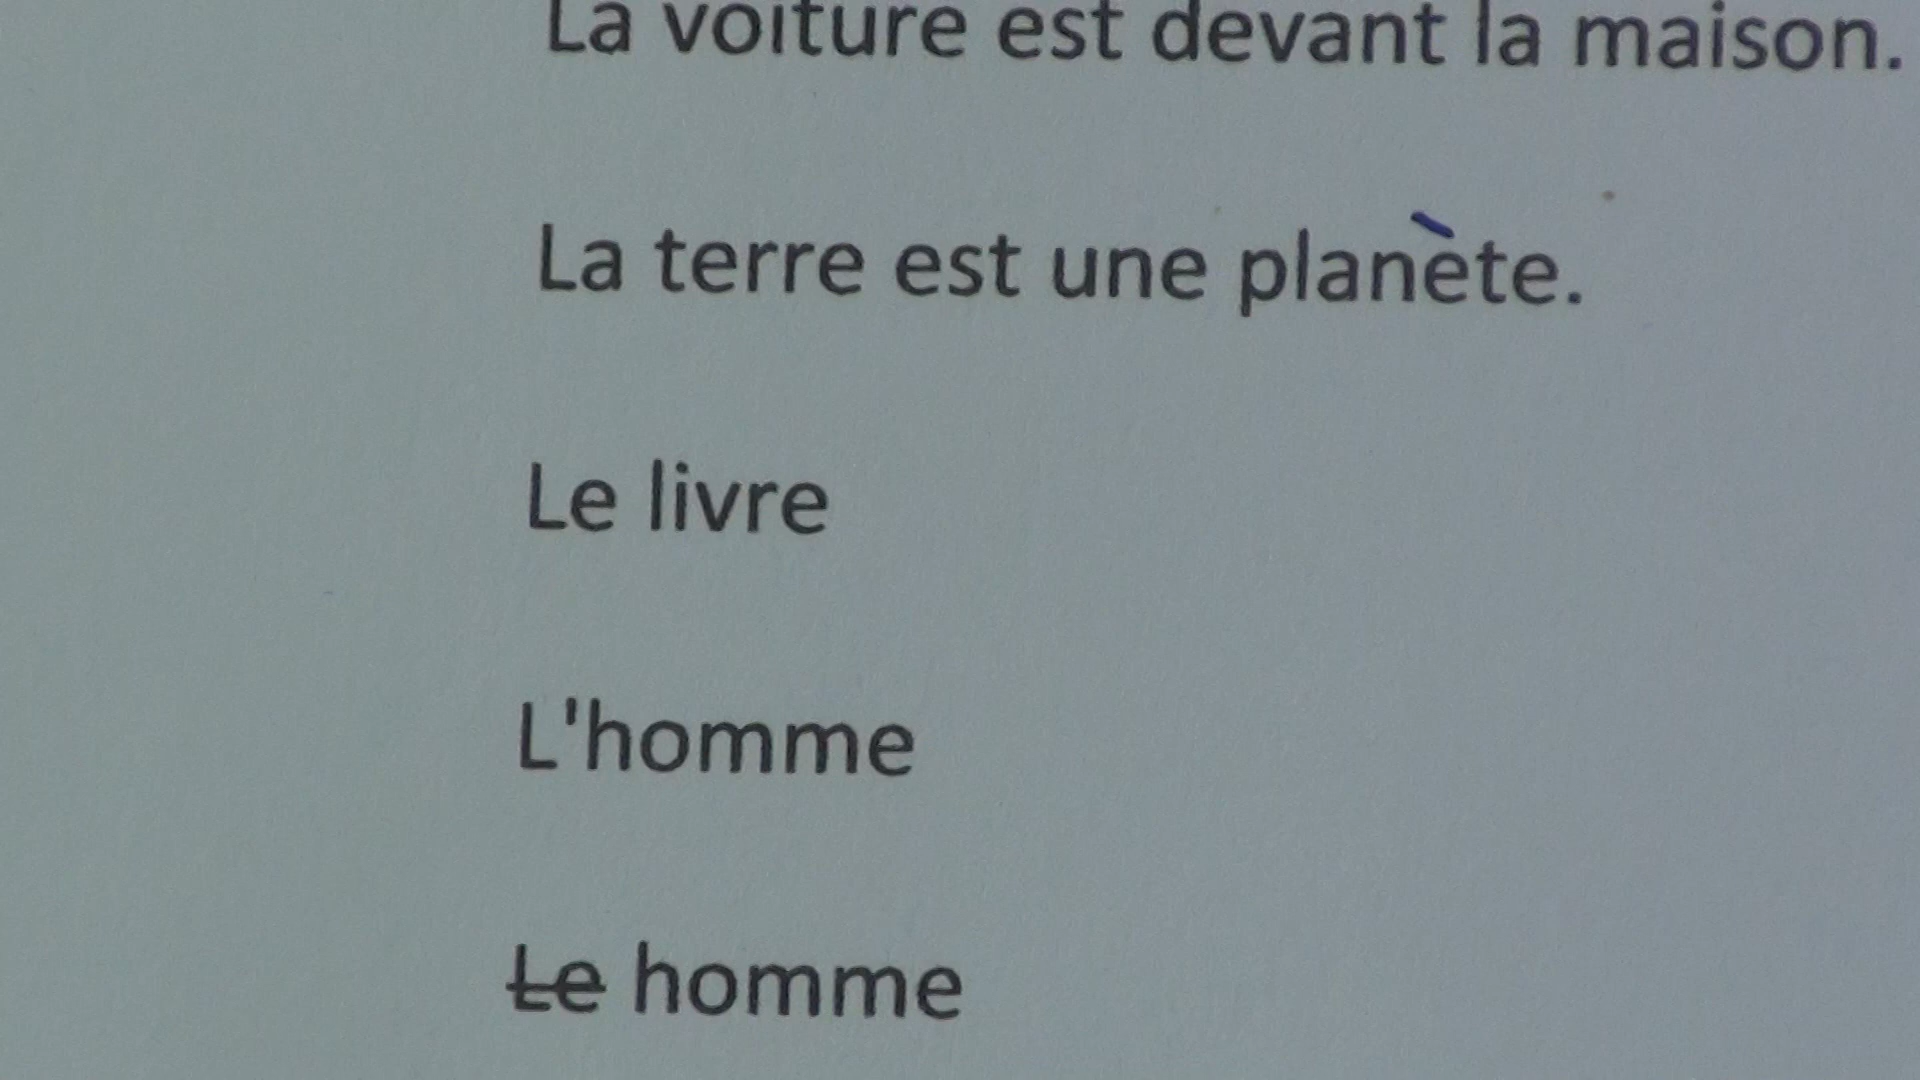 La voiture est devant la maison.
La terre est une planète.
Le livre
L'homme
Le homme